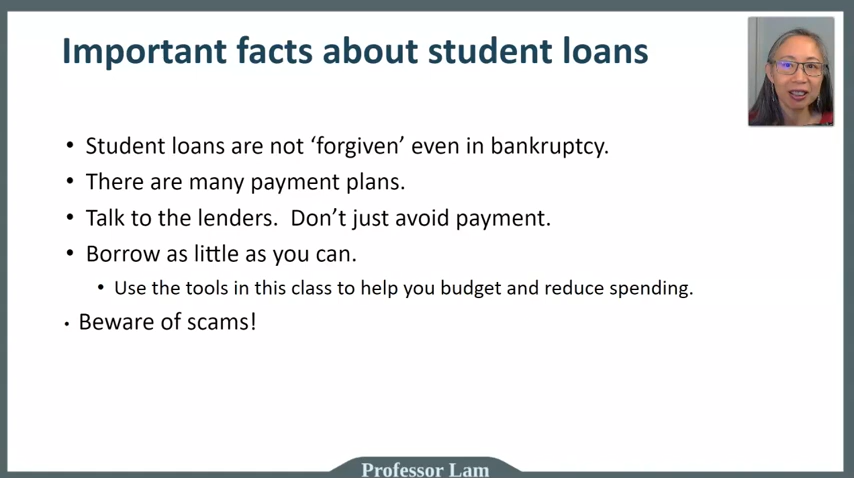 Important facts about student loans
• Student loans are not ‘forgiven’ even in bankruptcy.
• There are many payment plans.
• Talk to the lenders.  Don’t just avoid payment.
• Borrow as little as you can.
• Use the tools in this class to help you budget and reduce spending.
• Beware of scams!
Professor Lam